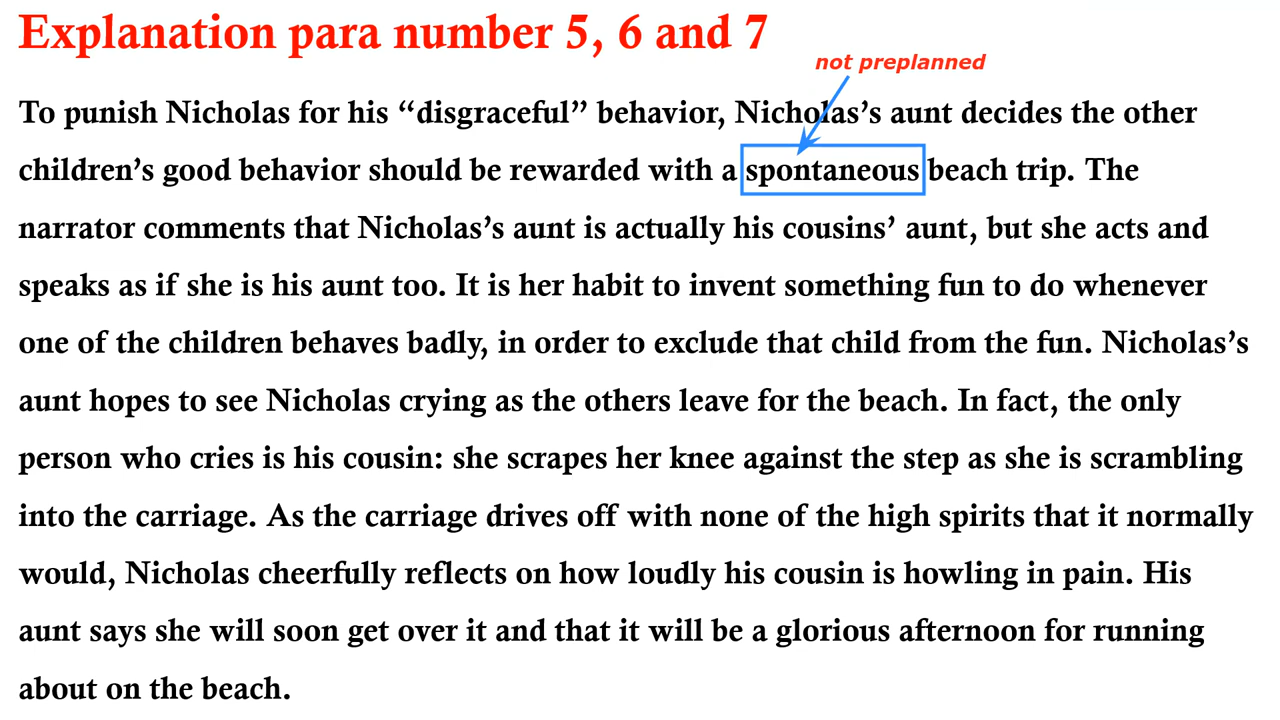 Explanation para number 5, 6 and 7
not preplanned
To punish Nicholas for his “disgraceful” behavior, Nicholas’s aunt decides the other
children’s good behavior should be rewarded with a spontaneous beach trip. The
narrator comments that Nicholas’s aunt is actually his cousins’ aunt, but she acts and
speaks as if she is his aunt too. It is her habit to invent something fun to do whenever
one of the children behaves badly, in order to exclude that child from the fun. Nicholas’s
aunt hopes to see Nicholas crying as the others leave for the beach. In fact, the only
person who cries is his cousin: she scrapes her knee against the step as she is scrambling
into the carriage. As the carriage drives off with none of the high spirits that it normally
would, Nicholas cheerfully reflects on how loudly his cousin is howling in pain. His
aunt says she will soon get over it and that it will be a glorious afternoon for running
about on the beach.